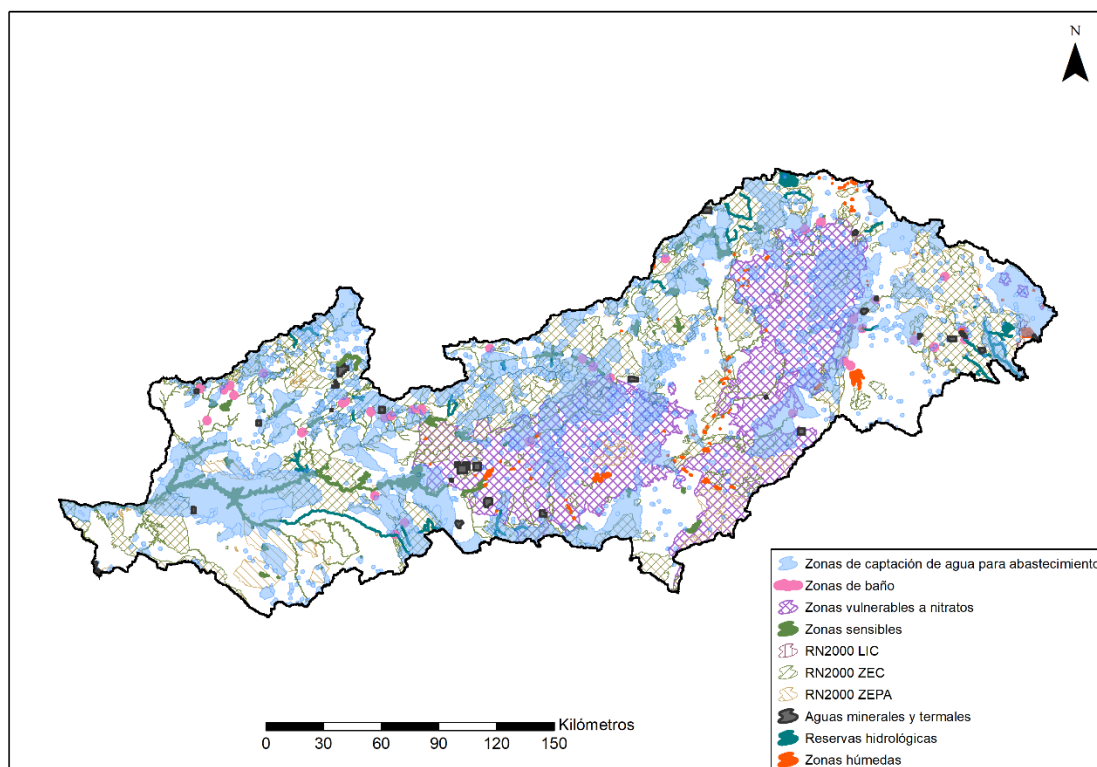 N
Kilómetros
0 30 60 90 120 150
Zonas de captación de agua para abastecimiento
Zonas de baño
Zonas vulnerables a nitratos
Zonas sensibles
RN2000 LIC
RN2000 ZEC
RN2000 ZEPA
Aguas minerales y termales
Reservas hidrológicas
Zonas húmedas